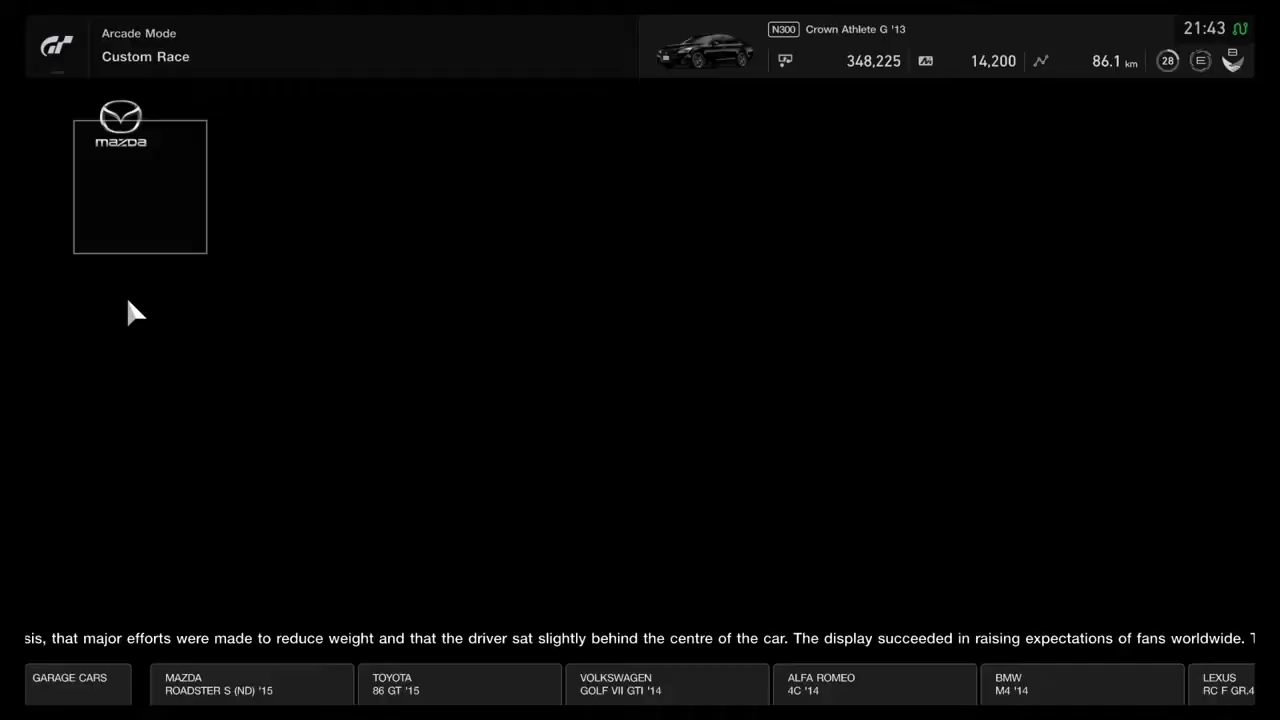 Arcade Mode
Custom Race
N300 Crown Athlete G '13
21:43
348,225
14,200
86.1 km
28
E
B
mazda
sis, that major efforts were made to reduce weight and that the driver sat slightly behind the centre of the car. The display succeeded in raising expectations of fans worldwide.
GARAGE CARS
MAZDA
ROADSTER S (ND) '15
TOYOTA
86 GT '15
VOLKSWAGEN
GOLF VII GTI '14
ALFA ROMEO
4C '14
BMW
M4 '14
LEXUS
RC F GR.4